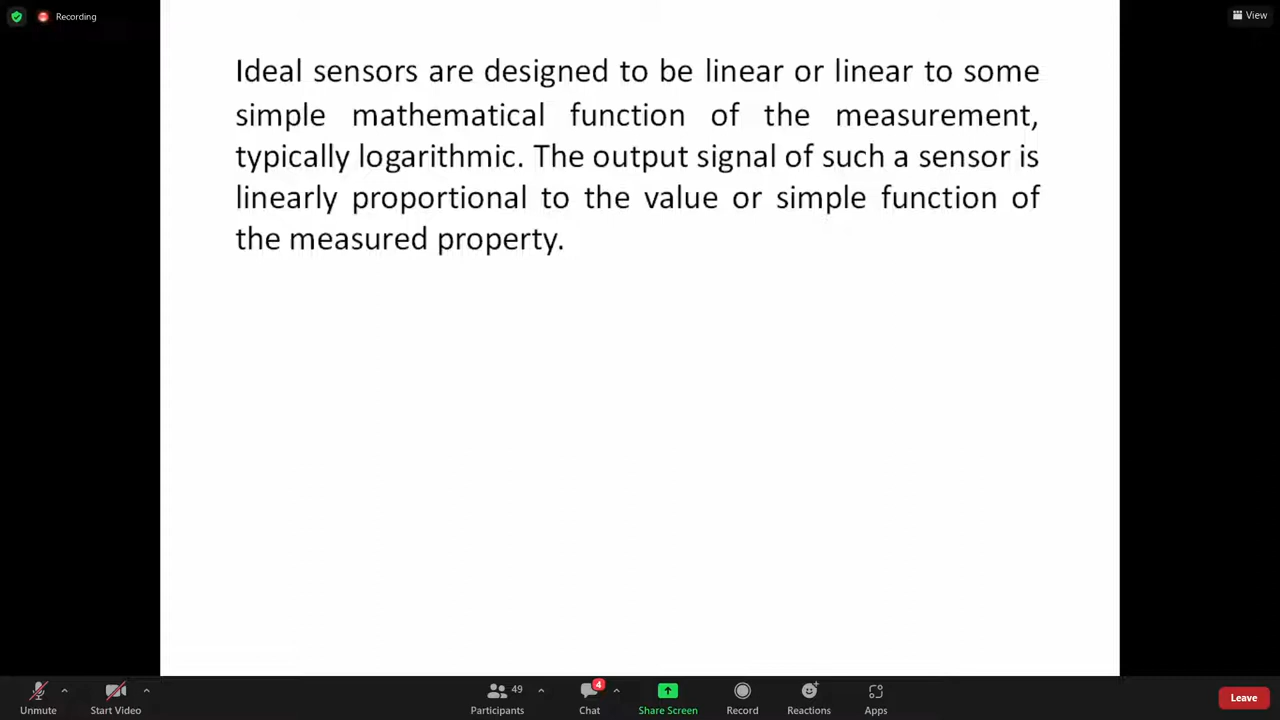 Recording
View
Ideal sensors are designed to be linear or linear to some
simple mathematical function of the measurement,
typically logarithmic. The output signal of such a sensor is
linearly proportional to the value or simple function of
the measured property.
Unmute
Start Video
49
Participants
4
Chat
Share Screen
Record
Reactions
Apps
Leave